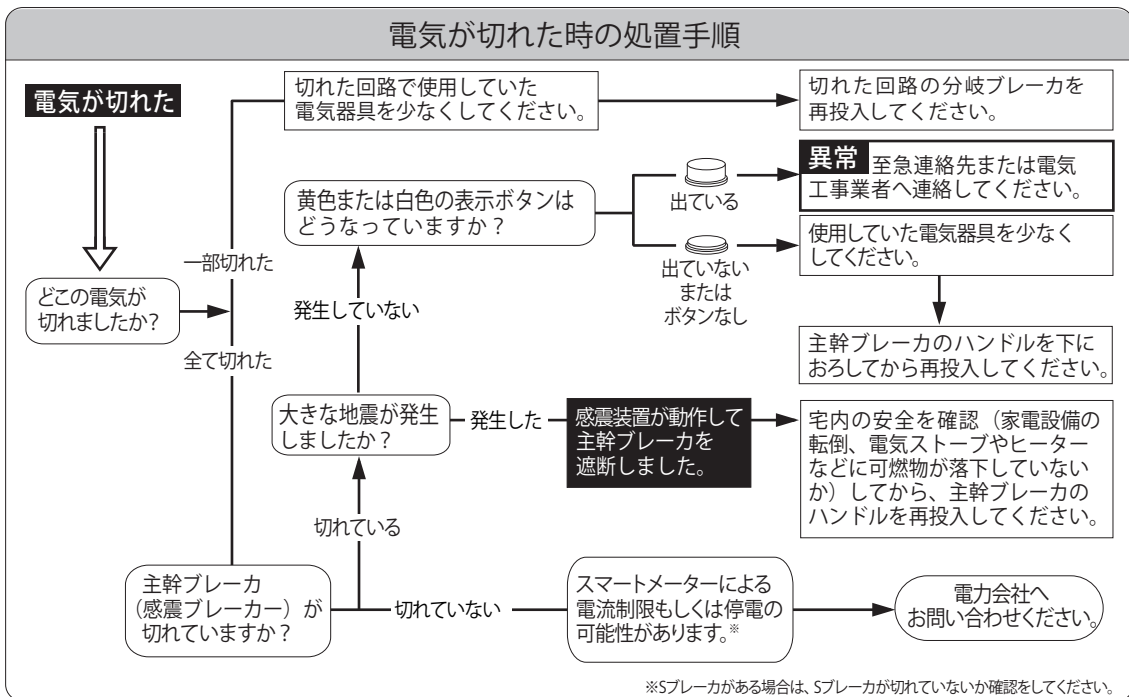 電気が切れた時の処置手順
電気が切れた
切れた回路で使用していた
電気器具を少なくしてください。
切れた回路の分岐ブレーカを
再投入してください。
黄色または白色の表示ボタンは
どうなっていますか？
出ている
異常 至急連絡先または電気
工事業者へ連絡してください。
出ていない
または
ボタンなし
使用していた電気器具を少なく
してください。
主幹ブレーカのハンドルを下に
おろしてから再投入してください。
どこの電気が
切れましたか？
一部切れた
全て切れた
発生していない
大きな地震が発生
しましたか？
発生した
感震装置が動作して
主幹ブレーカを
遮断しました。
宅内の安全を確認（家電設備の
転倒、電気ストーブやヒーター
などに可燃物が落下していない
か）してから、主幹ブレーカの
ハンドルを再投入してください。
切れている
主幹ブレーカ
（感震ブレーカー）が
切れていますか？
切れていない
スマートメーターによる
電流制限もしくは停電の
可能性があります。※
電力会社へ
お問い合わせください。
※Sブレーカがある場合は、Sブレーカが切れていないか確認をしてください。